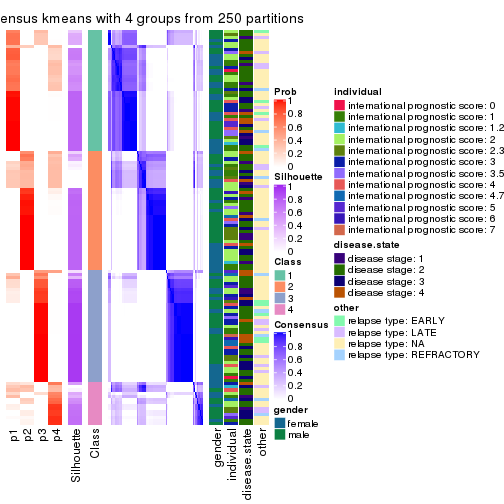 ensus kmeans with 4 groups from 250 partitions
Prob
1
0.8
0.6
0.4
0.2
0
Silhouette
1
0.8
0.6
0.4
0.2
0
Class
1
2
3
4
Consensus
1
0.8
0.6
0.4
0.2
0
gender
female
male
individual
international prognostic score: 0
international prognostic score: 1
international prognostic score: 1.2
international prognostic score: 2
international prognostic score: 2.3
international prognostic score: 3
international prognostic score: 3.5
international prognostic score: 4
international prognostic score: 4.7
international prognostic score: 5
international prognostic score: 6
international prognostic score: 7
disease.state
disease stage: 1
disease stage: 2
disease stage: 3
disease stage: 4
other
relapse type: EARLY
relapse type: LATE
relapse type: NA
relapse type: REFRACTORY
p1
p2
p3
p4
Silhouette
Class
gender
individual
disease.state
other